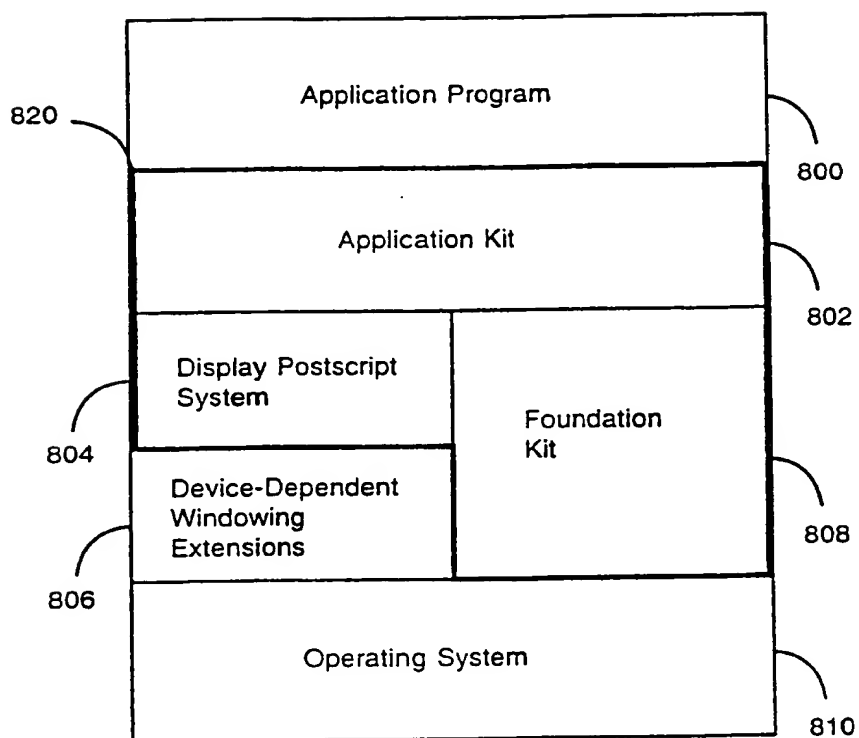 Application Program
820
800
Application Kit
802
Display Postscript
System
Foundation
Kit
804
Device-Dependent
Windowing
Extensions
808
806
Operating System
810